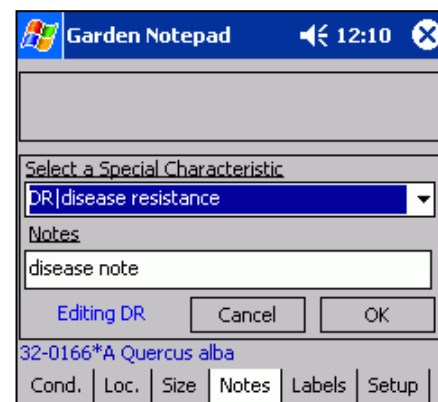 Garden Notepad 12:10
Select a Special Characteristic
DR|disease resistance
Notes
disease note
Editing DR Cancel OK
32-0166*A Quercus alba
Cond. Loc. Size Notes Labels Setup